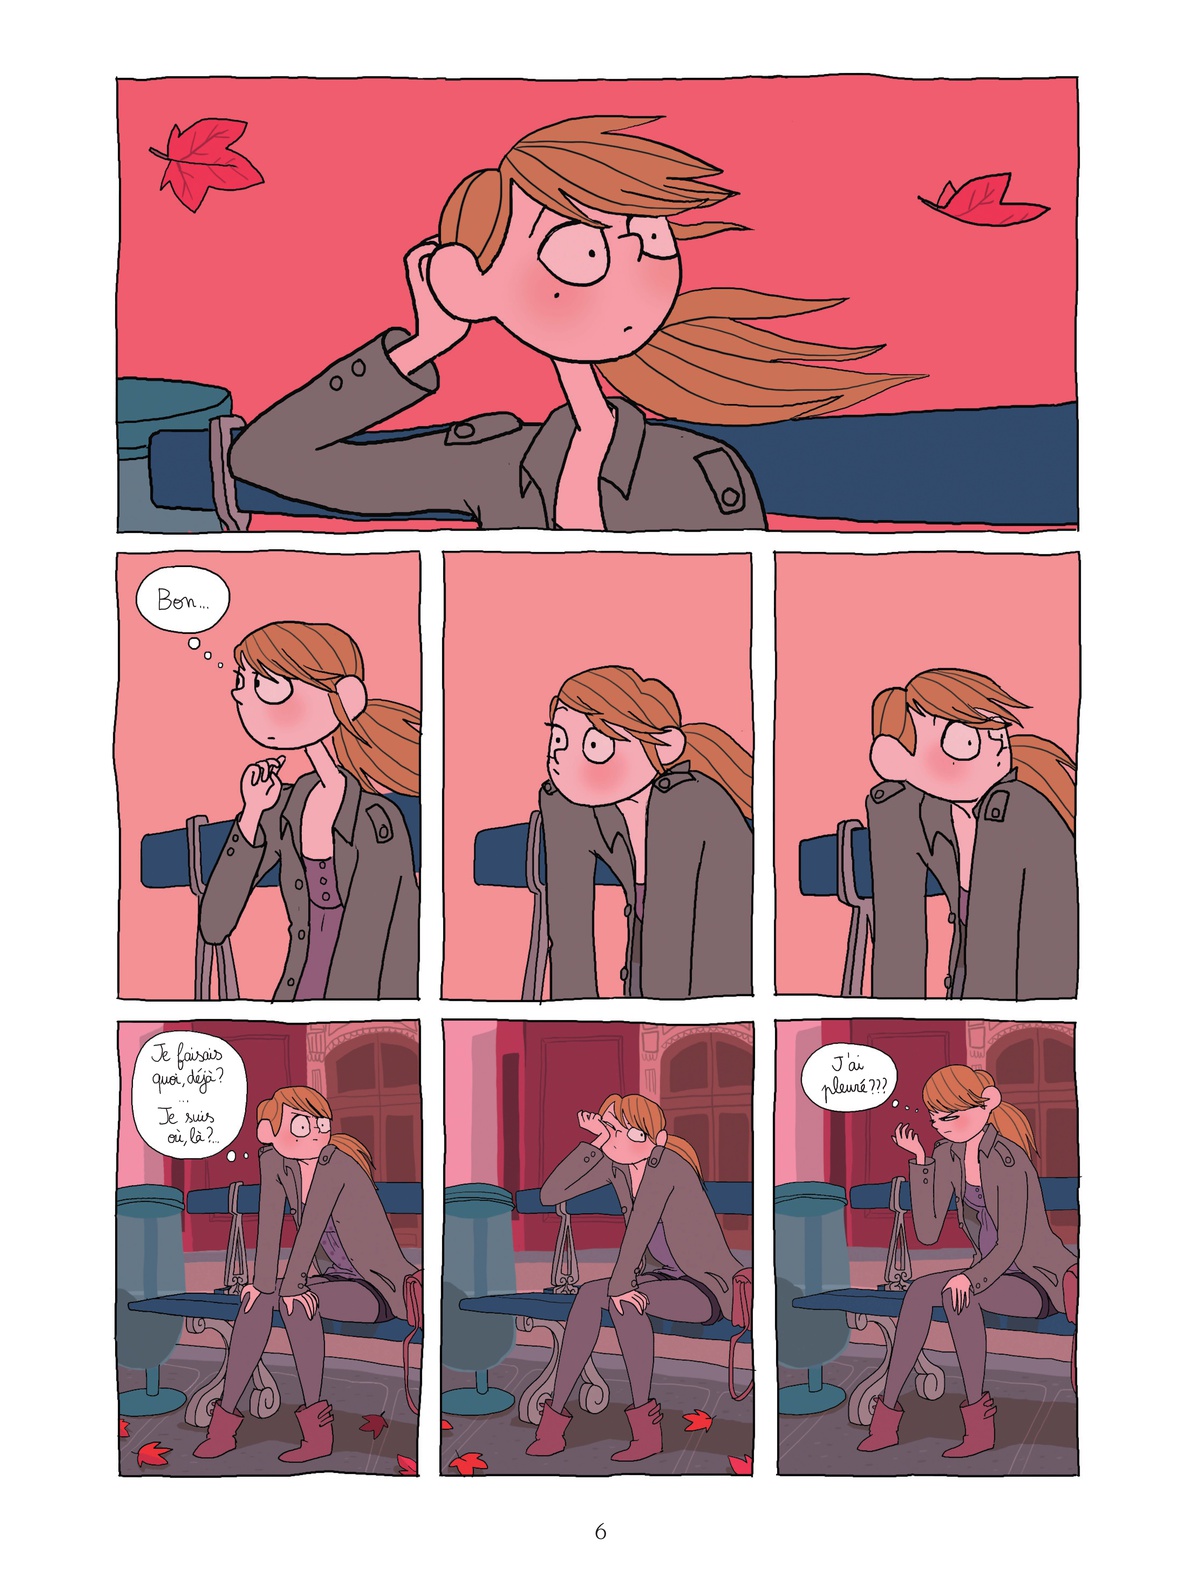 Bon...
Je faisais
quoi, déjà?
...
Je suis
où, là?...
J'ai
pleuré???
6